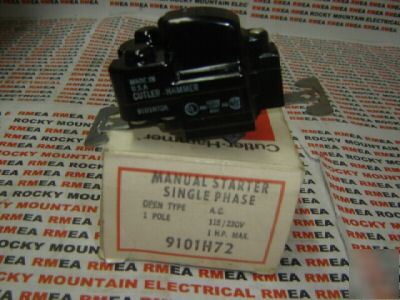 MADE IN
U.S.A
CUTLER-HAMMER
Cutler-Hammer
MANUAL STARTER
SINGLE PHASE
OPEN TYPE A.C.
1 POLE 115/230V
1 H.P. MAX.
9101H72
RMEA
ROCKY MOUNTAIN ELECTRICAL